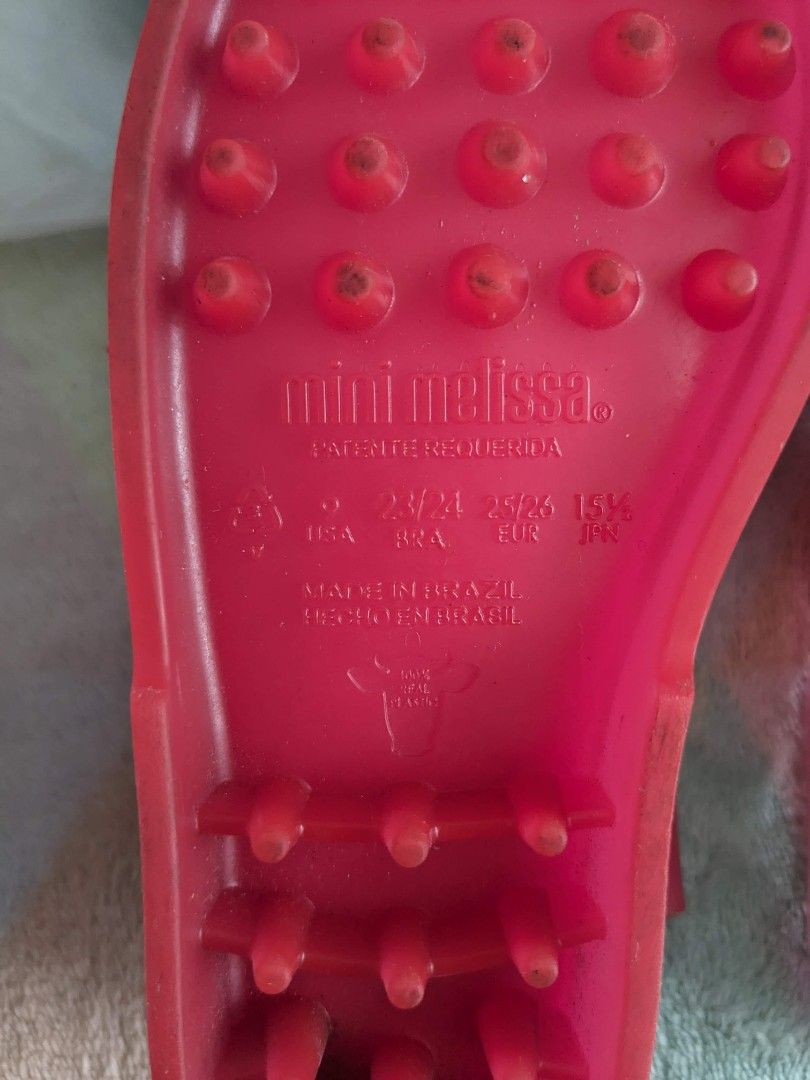 mini melissa®
PATENTE REQUERIDA
9 23/24 25/26 15½
USA BRA. EUR JPN
MADE IN BRAZIL
HECHO EN BRASIL
100%
REAL
PLASTIC